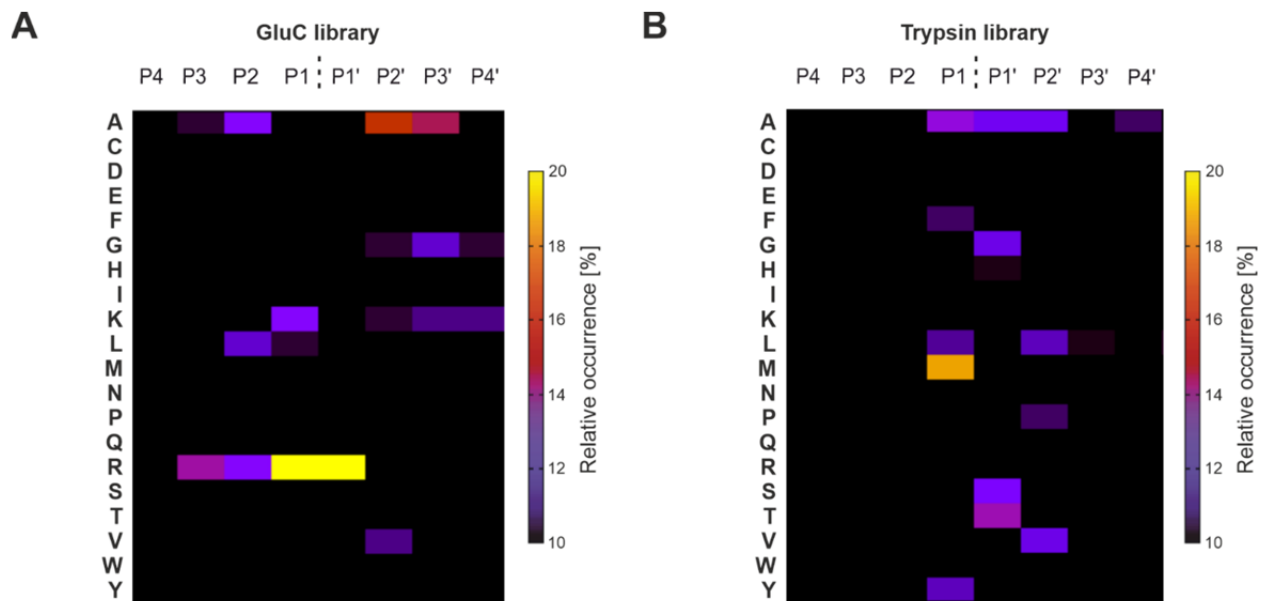 A
GluC library
P4 P3 P2 P1 P1' P2' P3' P4'
A
C
D
E
F
G
H
I
K
L
M
N
P
Q
R
S
T
V
W
Y
20
18
16
14
12
10
Relative occurrence [%]
B
Trypsin library
P4 P3 P2 P1 P1' P2' P3' P4'
A
C
D
E
F
G
H
I
K
L
M
N
P
Q
R
S
T
V
W
Y
20
18
16
14
12
10
Relative occurrence [%]